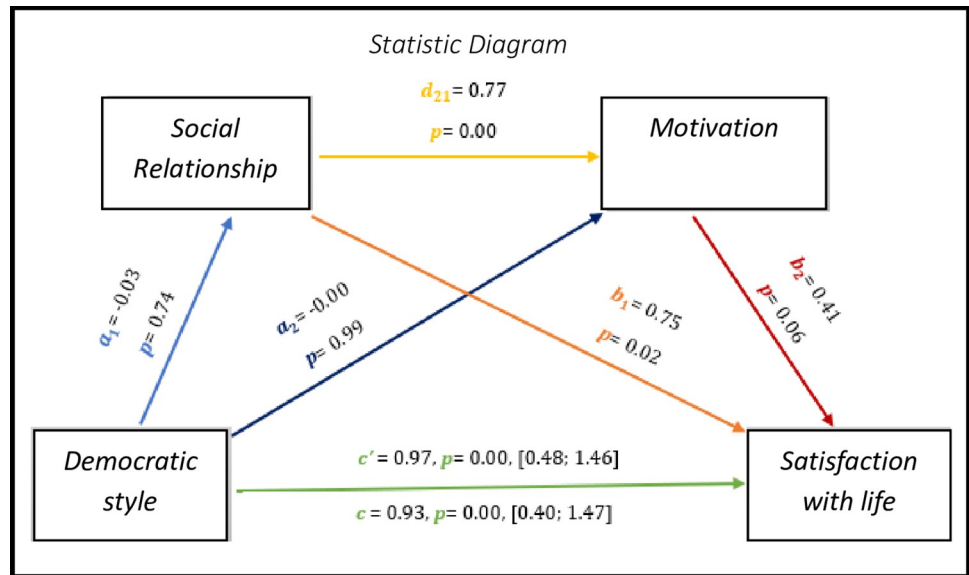 Statistic Diagram
d₂₁= 0.77
p= 0.00
Social
Relationship
Motivation
a₁= -0.03
p= 0.74
a₂= -0.00
p= 0.99
b₁= 0.75
p= 0.02
b₂= 0.41
p= 0.06
Democratic
style
c′= 0.97, p= 0.00, [0.48; 1.46]
c = 0.93, p= 0.00, [0.40; 1.47]
Satisfaction
with life